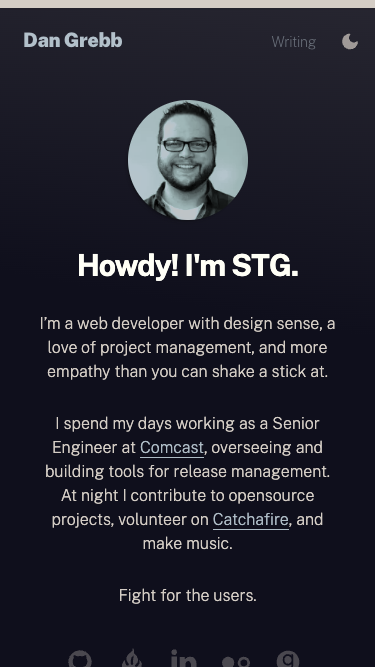 Dan Grebb
Writing
Howdy! I'm STG.
I’m a web developer with design sense, a
love of project management, and more
empathy than you can shake a stick at.
I spend my days working as a Senior
Engineer at Comcast, overseeing and
building tools for release management.
At night I contribute to opensource
projects, volunteer on Catchafire, and
make music.
Fight for the users.